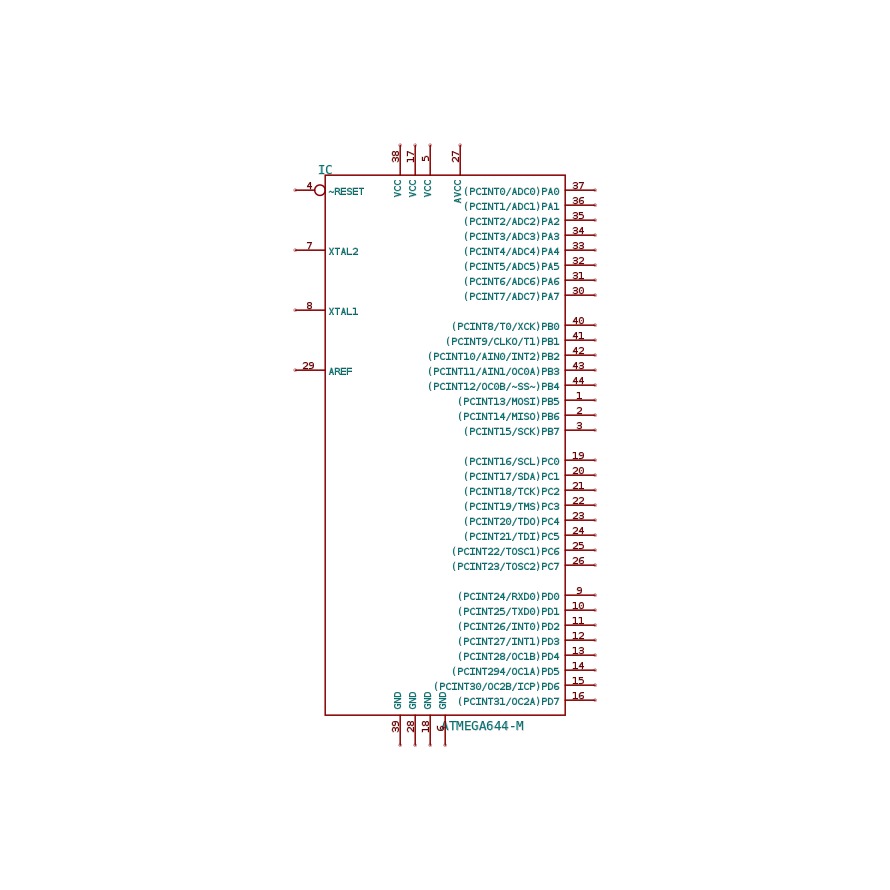 38 17 5 27
IC
4 ~RESET VCC VCC VCC AVCC (PCINT0/ADC0)PA0 37
(PCINT1/ADC1)PA1 36
(PCINT2/ADC2)PA2 35
(PCINT3/ADC3)PA3 34
7 XTAL2 (PCINT4/ADC4)PA4 33
(PCINT5/ADC5)PA5 32
(PCINT6/ADC6)PA6 31
(PCINT7/ADC7)PA7 30
8 XTAL1
(PCINT8/T0/XCK)PB0 40
(PCINT9/CLKO/T1)PB1 41
(PCINT10/AIN0/INT2)PB2 42
29 AREF (PCINT11/AIN1/OC0A)PB3 43
(PCINT12/OC0B/~SS~)PB4 44
(PCINT13/MOSI)PB5 1
(PCINT14/MISO)PB6 2
(PCINT15/SCK)PB7 3
(PCINT16/SCL)PC0 19
(PCINT17/SDA)PC1 20
(PCINT18/TCK)PC2 21
(PCINT19/TMS)PC3 22
(PCINT20/TDO)PC4 23
(PCINT21/TDI)PC5 24
(PCINT22/TOSC1)PC6 25
(PCINT23/TOSC2)PC7 26
(PCINT24/RXD0)PD0 9
(PCINT25/TXD0)PD1 10
(PCINT26/INT0)PD2 11
(PCINT27/INT1)PD3 12
(PCINT28/OC1B)PD4 13
(PCINT294/OC1A)PD5 14
(PCINT30/OC2B/ICP)PD6 15
GND GND GND GND (PCINT31/OC2A)PD7 16
39 28 18 6 ATMEGA644-M